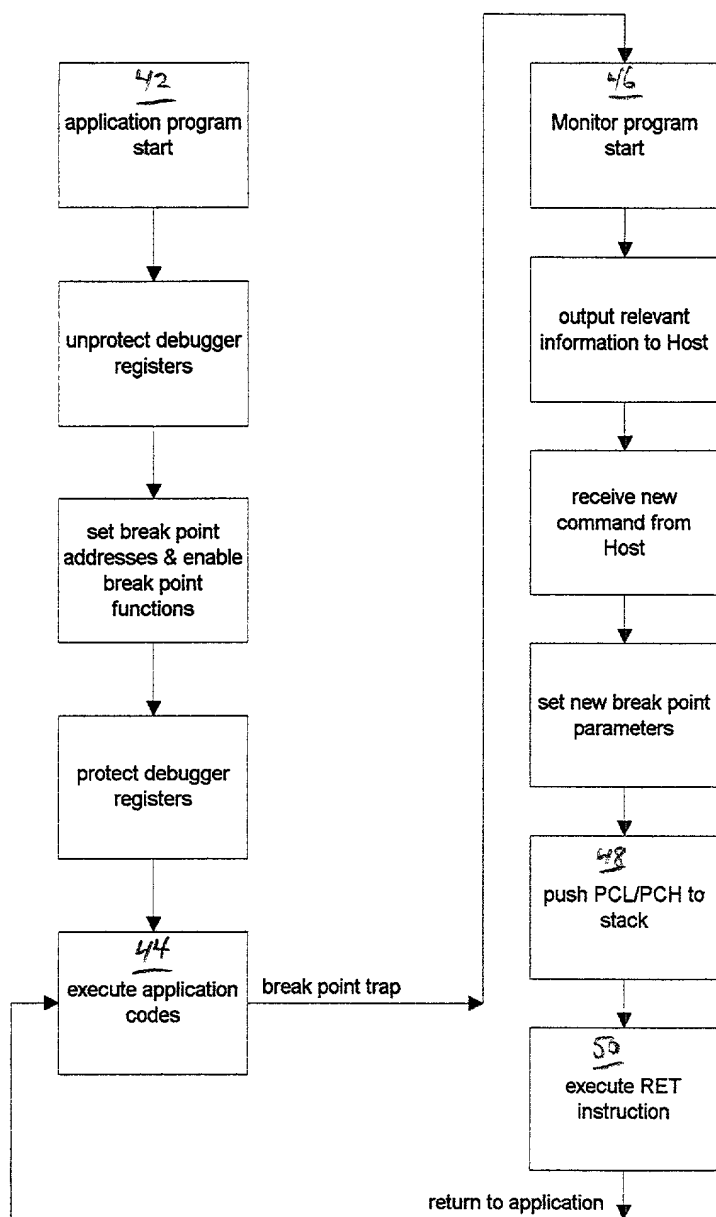 42
application program
start
unprotect debugger
registers
set break point
addresses & enable
break point
functions
protect debugger
registers
44
execute application
codes
break point trap
46
Monitor program
start
output relevant
information to Host
receive new
command from
Host
set new break point
parameters
48
push PCL/PCH to
stack
50
execute RET
instruction
return to application